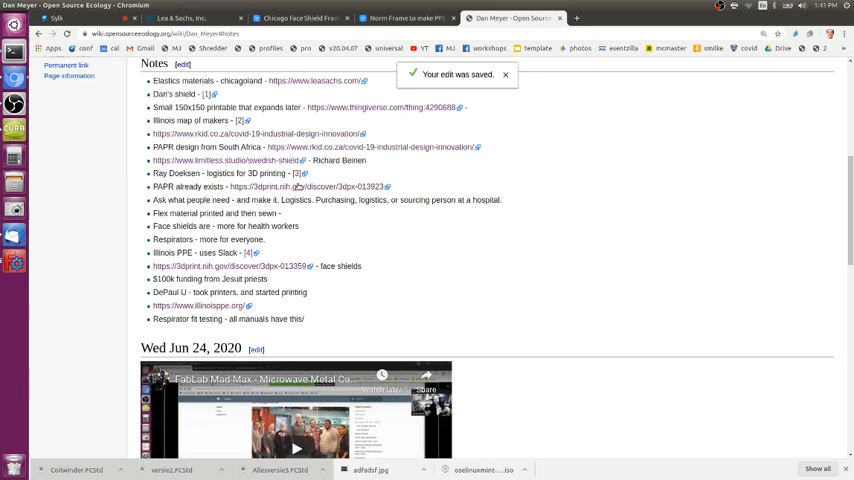 Sylk
Lea & Sachs, Inc.
Chicago Face Shield Fram
Norm Frame to make PPE
Dan Meyer - Open Source
1:41 PM
wiki.opensourceecology.org/wiki/Dan_Meyer#Notes
Apps conf cal Gmail MJ Shredder profiles pro v20.04.07 universal YT MJ workshops template photos eventzilla mcmaster smilke covid Drive 2
Permanent link
Page information
Your edit was saved.
Notes [edit]
Elastics materials - chicagoland - https://www.leasachs.com/
Dan's shield - [1]
Small 150x150 printable that expands later - https://www.thingiverse.com/thing:4290688 -
Illinois map of makers - [2]
https://www.rkid.co.za/covid-19-industrial-design-innovation/
PAPR design from South Africa - https://www.rkid.co.za/covid-19-industrial-design-innovation/
https://www.limitless.studio/swedish-shield - Richard Beinen
Ray Doeksen - logistics for 3D printing - [3]
PAPR already exists - https://3dprint.nih.gov/discover/3dpx-013923
Ask what people need - and make it. Logistics. Purchasing, logistics, or sourcing person at a hospital.
Flex material printed and then sewn -
Face shields are - more for health workers
Respirators - more for everyone.
Illinois PPE - uses Slack - [4]
https://3dprint.nih.gov/discover/3dpx-013359 - face shields
$100k funding from Jesuit priests
DePaul U - took printers, and started printing
https://www.illinoisppe.org/
Respirator fit testing - all manuals have this/
Wed Jun 24, 2020 [edit]
FabLab Mad Max - Microwave Metal Ca...
Watch later
Share
CURA
Coilwinder.FCStd
versie2.FCStd
Allesversie3.FCStd
adfadsf.jpg
oselinuxmint-....iso
Show all